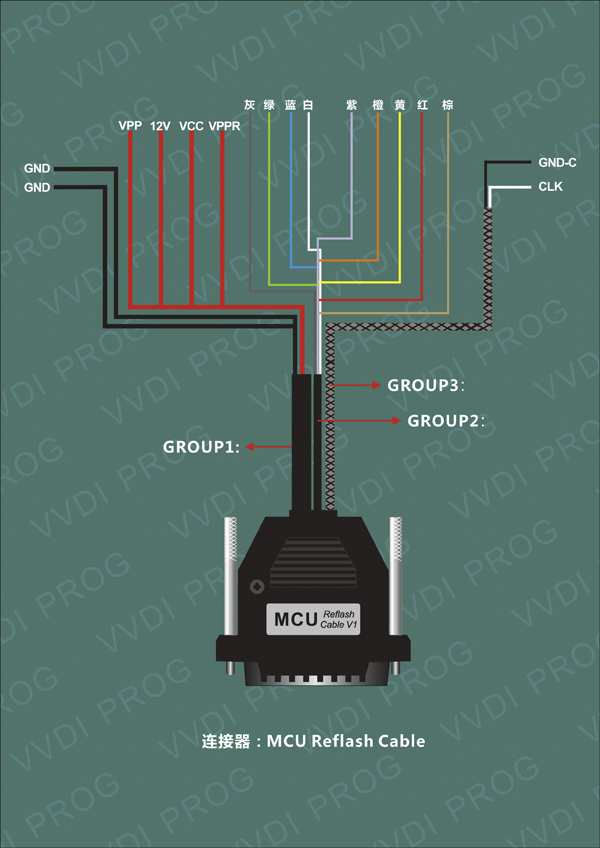 灰 绿 蓝 白 紫 橙 黄 红 棕
VPP 12V VCC VPPR
GND
GND
GND-C
CLK
GROUP3:
GROUP2:
GROUP1:
MCU Reflash Cable V1
连接器：MCU Reflash Cable
VVDI PROG